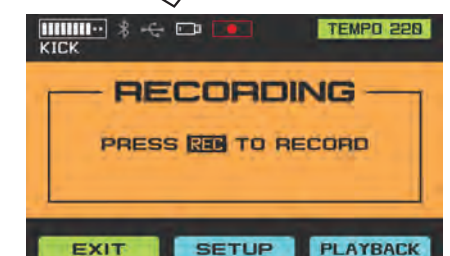 TEMPO 220
KICK
RECORDING
PRESS REC TO RECORD
EXIT SETUP PLAYBACK